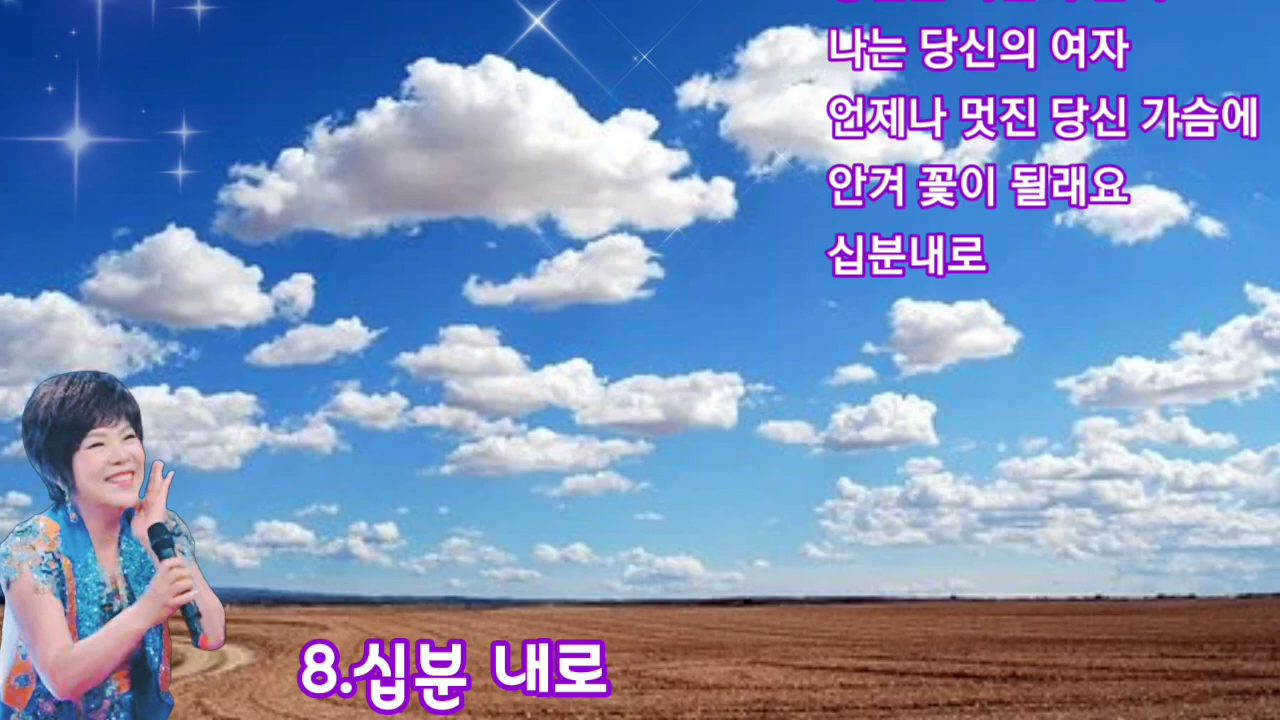 나는 당신의 여자
언제나 멋진 당신 가슴에
안겨 꽃이 될래요
십분내로
8.십분 내로